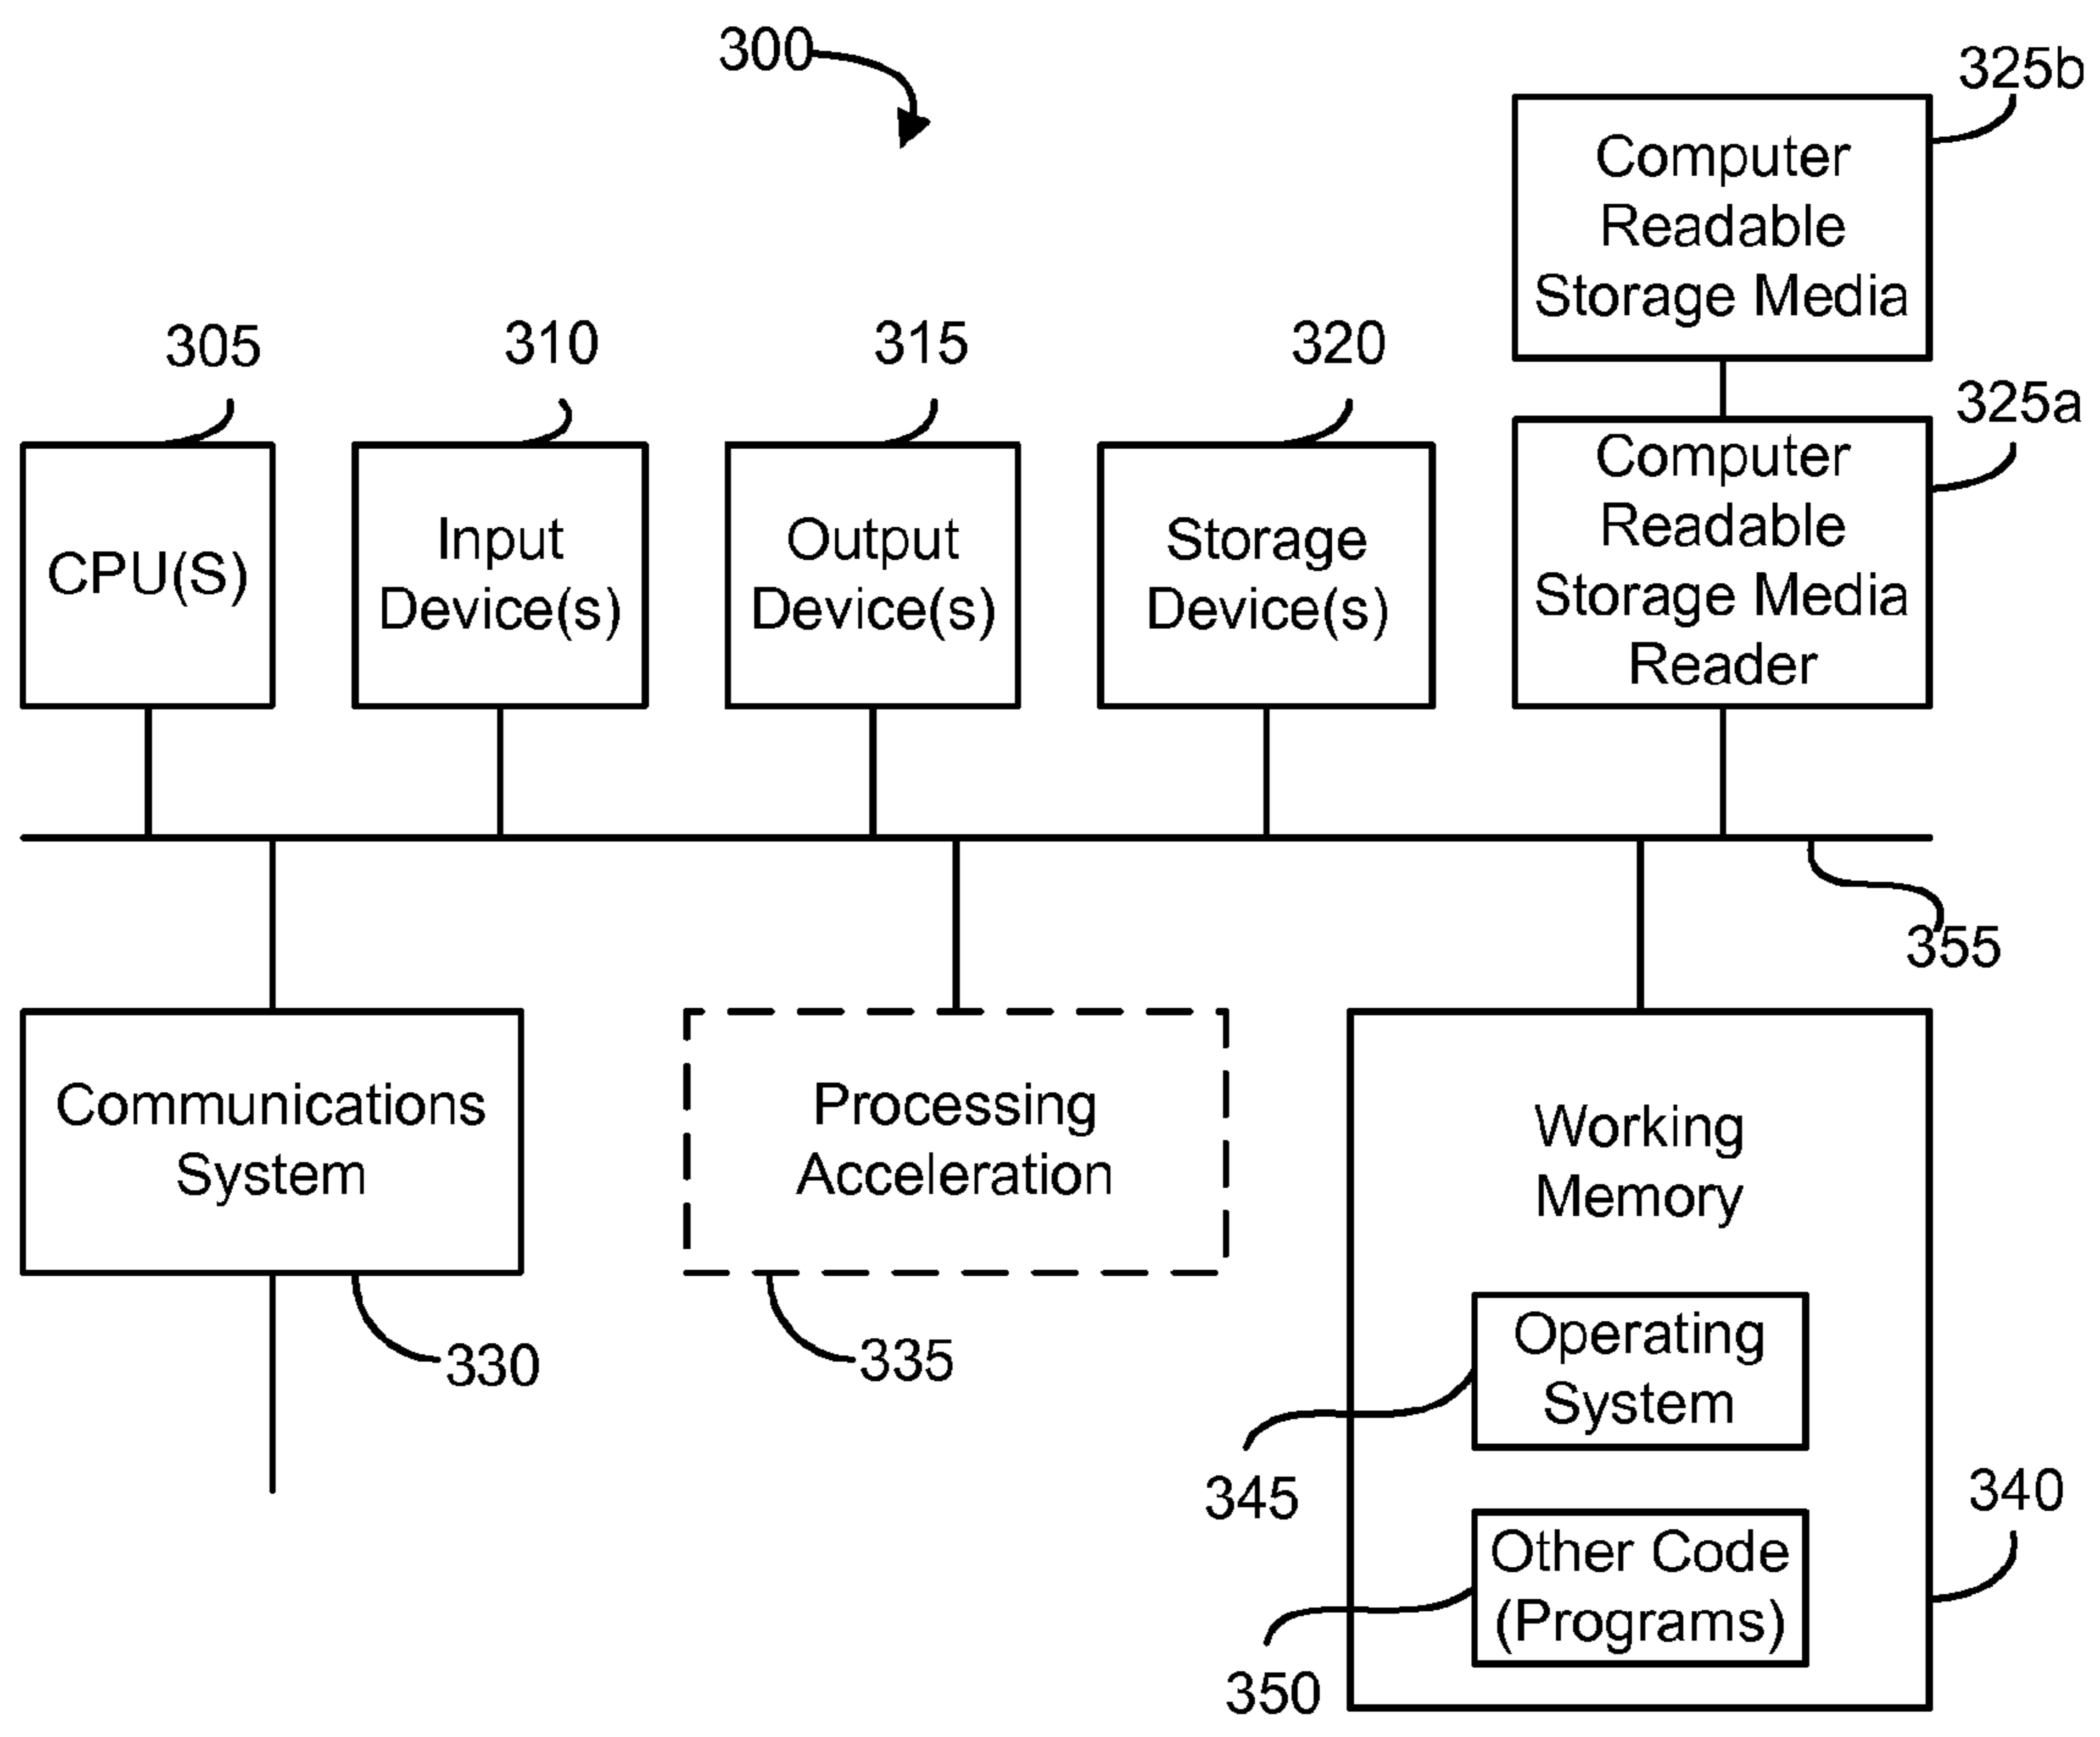 300
325b
Computer
Readable
Storage Media
305
310
315
320
325a
CPU(S)
Input
Device(s)
Output
Device(s)
Storage
Device(s)
Computer
Readable
Storage Media
Reader
355
Communications
System
330
Processing
Acceleration
335
Working
Memory
Operating
System
345
340
Other Code
(Programs)
350